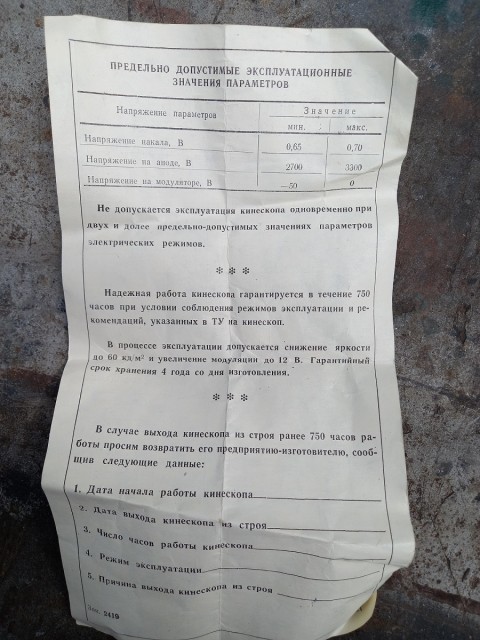 ПРЕДЕЛЬНО ДОПУСТИМЫЕ ЭКСПЛУАТАЦИОННЫЕ
ЗНАЧЕНИЯ ПАРАМЕТРОВ
Напряжение параметров Значение
мин. макс.
Напряжение накала, В 0,65 0,70
Напряжение на аноде, В 2700 3300
Напряжение на модуляторе, В —50 0
Не допускается эксплуатация кинескопа одновременно при
двух и более предельно-допустимых значениях параметров
электрических режимов.
* * *
Надежная работа кинескопа гарантируется в течение 750
часов при условии соблюдения режимов эксплуатации и ре-
комендаций, указанных в ТУ на кинескоп.
В процессе эксплуатации допускается снижение яркости
до 60 кд/м² и увеличение модуляции до 12 В. Гарантийный
срок хранения 4 года со дня изготовления.
* * *
В случае выхода кинескопа из строя ранее 750 часов ра-
боты просим возвратить его предприятию-изготовителю, сооб-
щив следующие данные:
1. Дата начала работы кинескопа
2. Дата выхода кинескопа из строя
3. Число часов работы кинескопа
4. Режим эксплуатации
5. Причина выхода кинескопа из строя
Зак. 2419